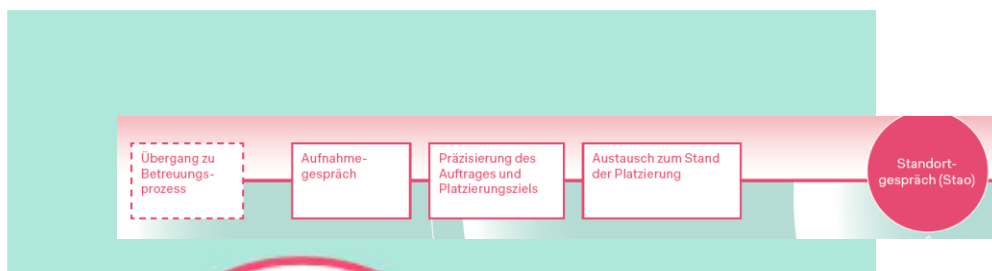 Übergang zu
Betreuungs-
prozess
Aufnahme-
gespräch
Präzisierung des
Auftrages und
Platzierungsziels
Austausch zum Stand
der Platzierung
Standort-
gespräch (Stao)